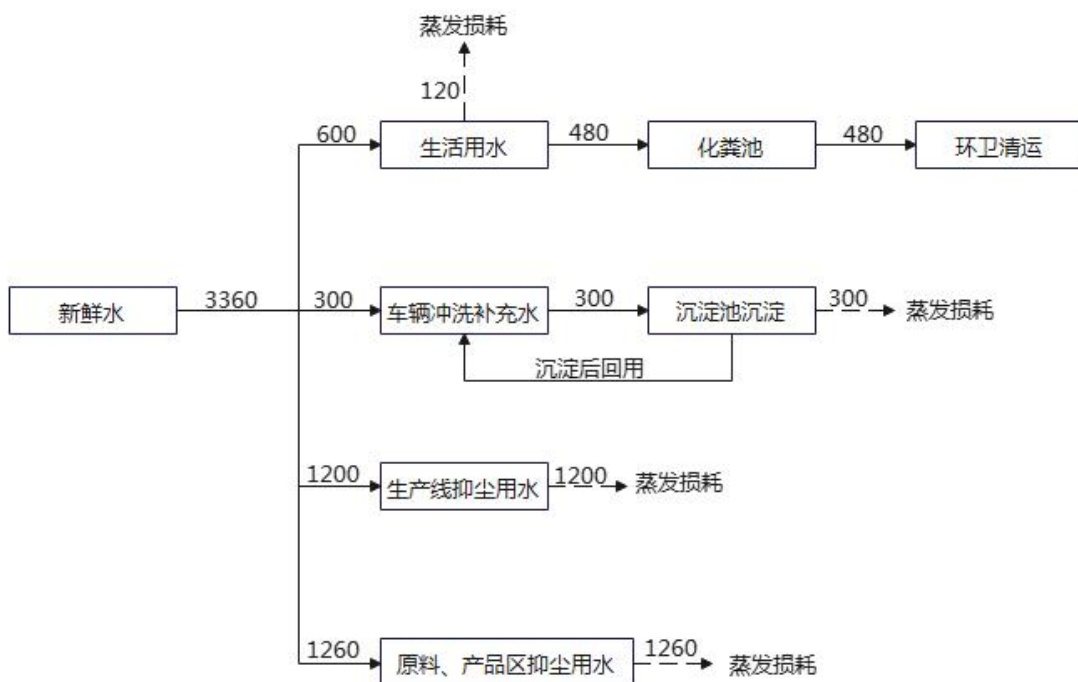 蒸发损耗
120
600
生活用水
480
化粪池
480
环卫清运
新鲜水
3360
300
车辆冲洗补充水
300
沉淀池沉淀
300
蒸发损耗
沉淀后回用
1200
生产线抑尘用水
1200
蒸发损耗
1260
原料、产品区抑尘用水
1260
蒸发损耗